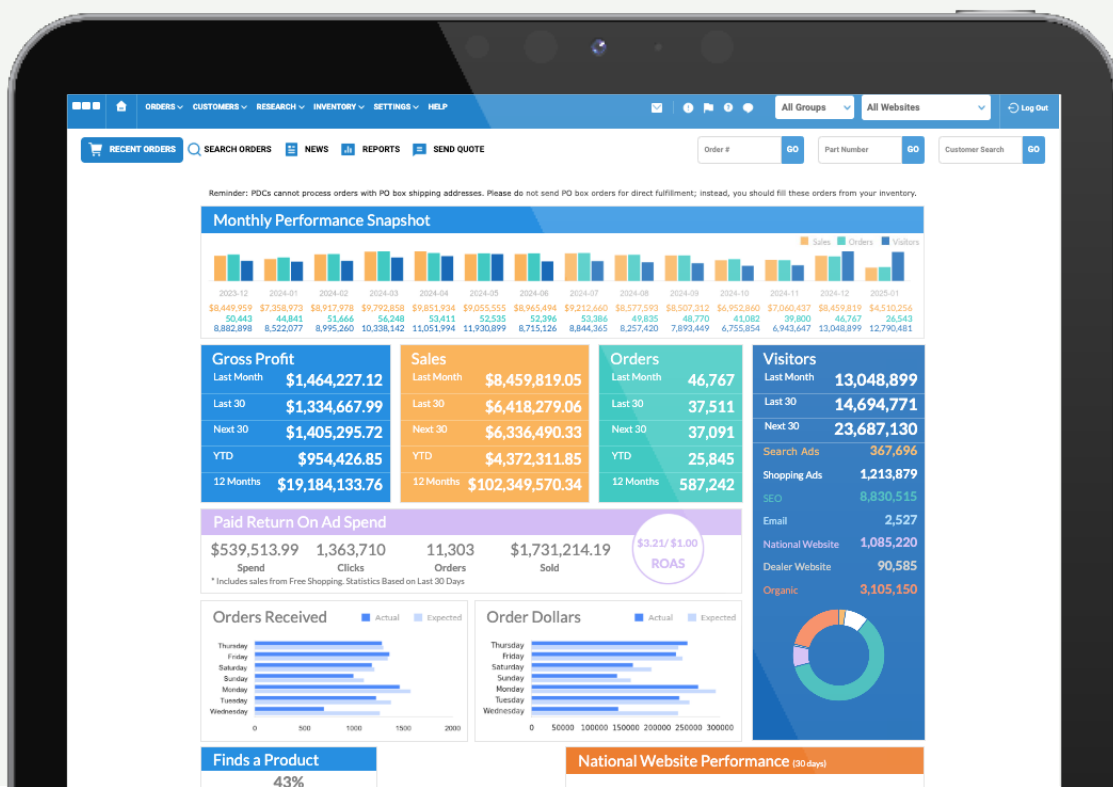 ORDERS CUSTOMERS RESEARCH INVENTORY SETTINGS HELP All Groups All Websites Log Out
RECENT ORDERS SEARCH ORDERS NEWS REPORTS SEND QUOTE Order # GO Part Number GO Customer Search GO
Reminder: PDCs cannot process orders with PO box shipping addresses. Please do not send PO box orders for direct fulfillment; instead, you should fill these orders from your inventory.
Monthly Performance Snapshot
Sales Orders Visitors
2023-12 2024-01 2024-02 2024-03 2024-04 2024-05 2024-06 2024-07 2024-08 2024-09 2024-10 2024-11 2024-12 2025-01
$8,449,959 $7,358,973 $8,917,978 $9,792,858 $9,851,934 $9,055,555 $8,965,494 $9,212,660 $8,577,593 $8,507,312 $6,952,860 $7,060,437 $8,459,819 $4,510,256
50,443 44,841 51,666 56,248 53,411 52,535 52,396 53,386 49,835 48,770 41,082 39,800 46,767 26,543
8,882,898 8,522,077 8,995,260 10,338,142 11,051,994 11,930,899 8,715,126 8,844,365 8,257,420 7,893,449 6,755,854 6,943,647 13,048,899 12,790,481
Gross Profit
Last Month $1,464,227.12
Last 30 $1,334,667.99
Next 30 $1,405,295.72
YTD $954,426.85
12 Months $19,184,133.76
Sales
Last Month $8,459,819.05
Last 30 $6,418,279.06
Next 30 $6,336,490.33
YTD $4,372,311.85
12 Months $102,349,570.34
Orders
Last Month 46,767
Last 30 37,511
Next 30 37,091
YTD 25,845
12 Months 587,242
Visitors
Last Month 13,048,899
Last 30 14,694,771
Next 30 23,687,130
Search Ads 367,696
Shopping Ads 1,213,879
SEO 8,830,515
Email 2,527
National Website 1,085,220
Dealer Website 90,585
Organic 3,105,150
Paid Return On Ad Spend
$539,513.99 1,363,710 11,303 $1,731,214.19
Spend Clicks Orders Sold
* Includes sales from Free Shopping. Statistics Based on Last 30 Days
$3.21/$1.00
ROAS
Orders Received Actual Expected
Thursday
Friday
Saturday
Sunday
Monday
Tuesday
Wednesday
0 500 1000 1500 2000
Order Dollars Actual Expected
Thursday
Friday
Saturday
Sunday
Monday
Tuesday
Wednesday
0 50000 100000 150000 200000 250000 300000
Finds a Product
43%
National Website Performance (30 days)